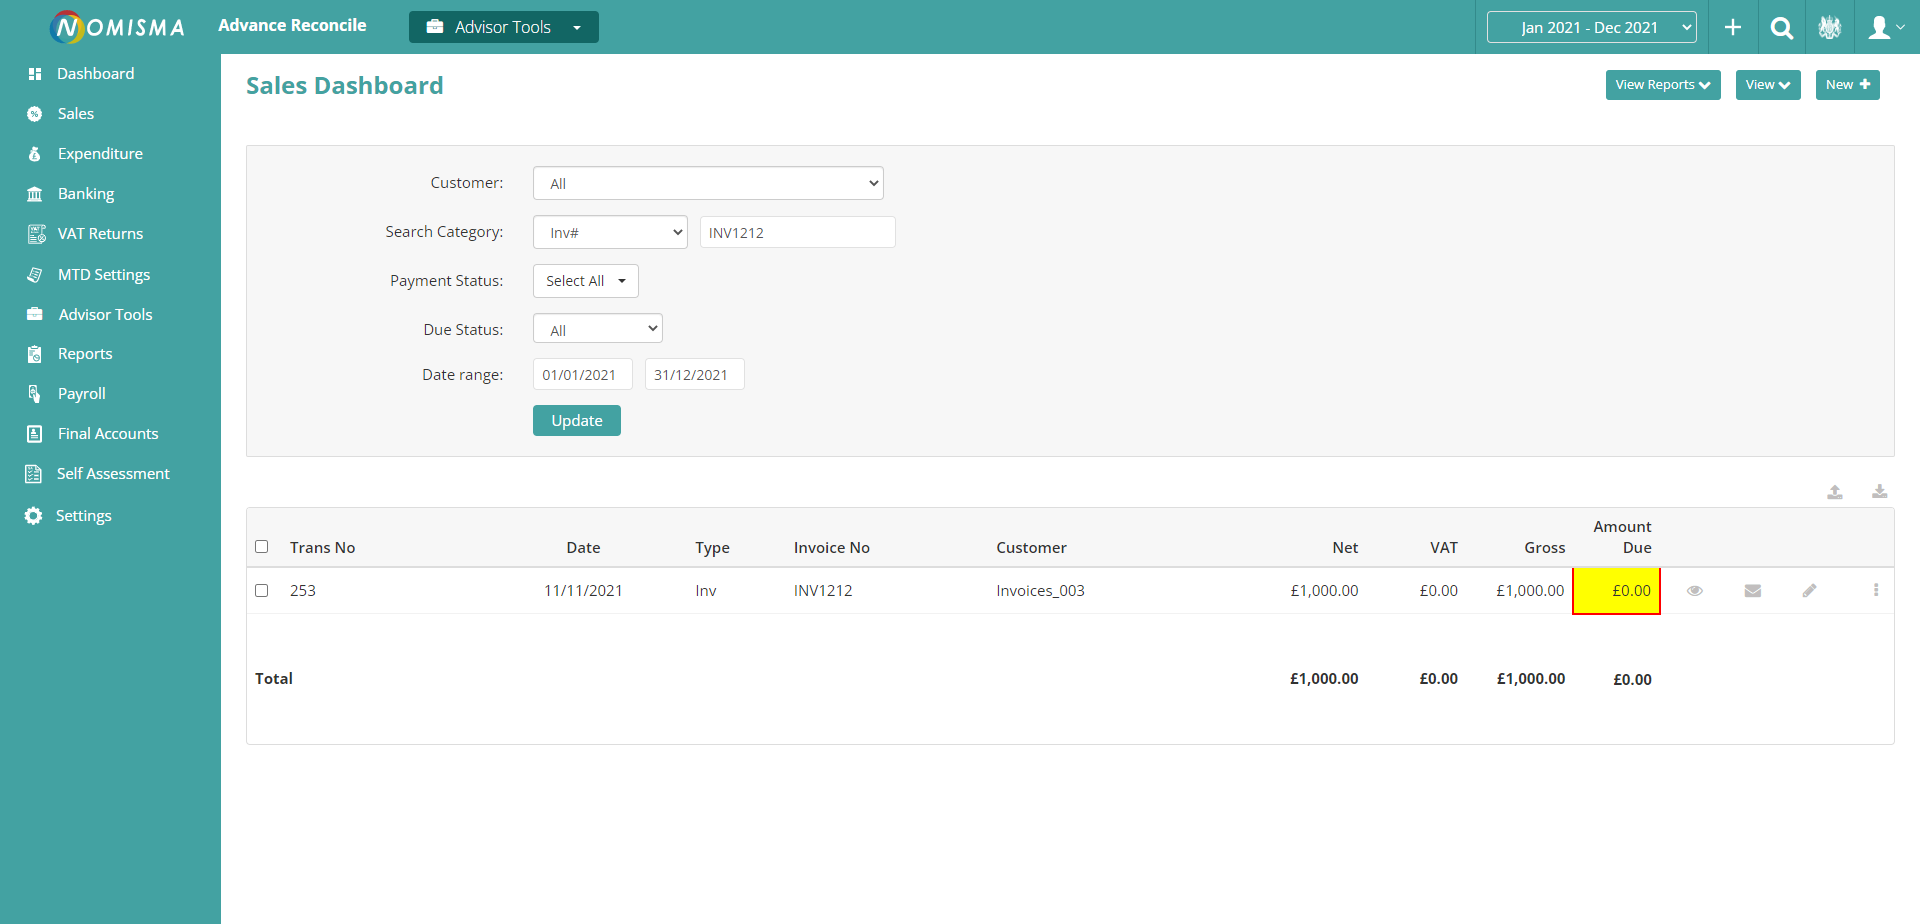 NOMISMA
Advance Reconcile
Advisor Tools
Jan 2021 - Dec 2021
Dashboard
Sales
Expenditure
Banking
VAT Returns
MTD Settings
Advisor Tools
Reports
Payroll
Final Accounts
Self Assessment
Settings
Sales Dashboard
View Reports
View
New
Customer: All
Search Category: Inv# INV1212
Payment Status: Select All
Due Status: All
Date range: 01/01/2021 31/12/2021
Update
Trans No Date Type Invoice No Customer Net VAT Gross Amount Due
253 11/11/2021 Inv INV1212 Invoices_003 £1,000.00 £0.00 £1,000.00 £0.00
Total £1,000.00 £0.00 £1,000.00 £0.00